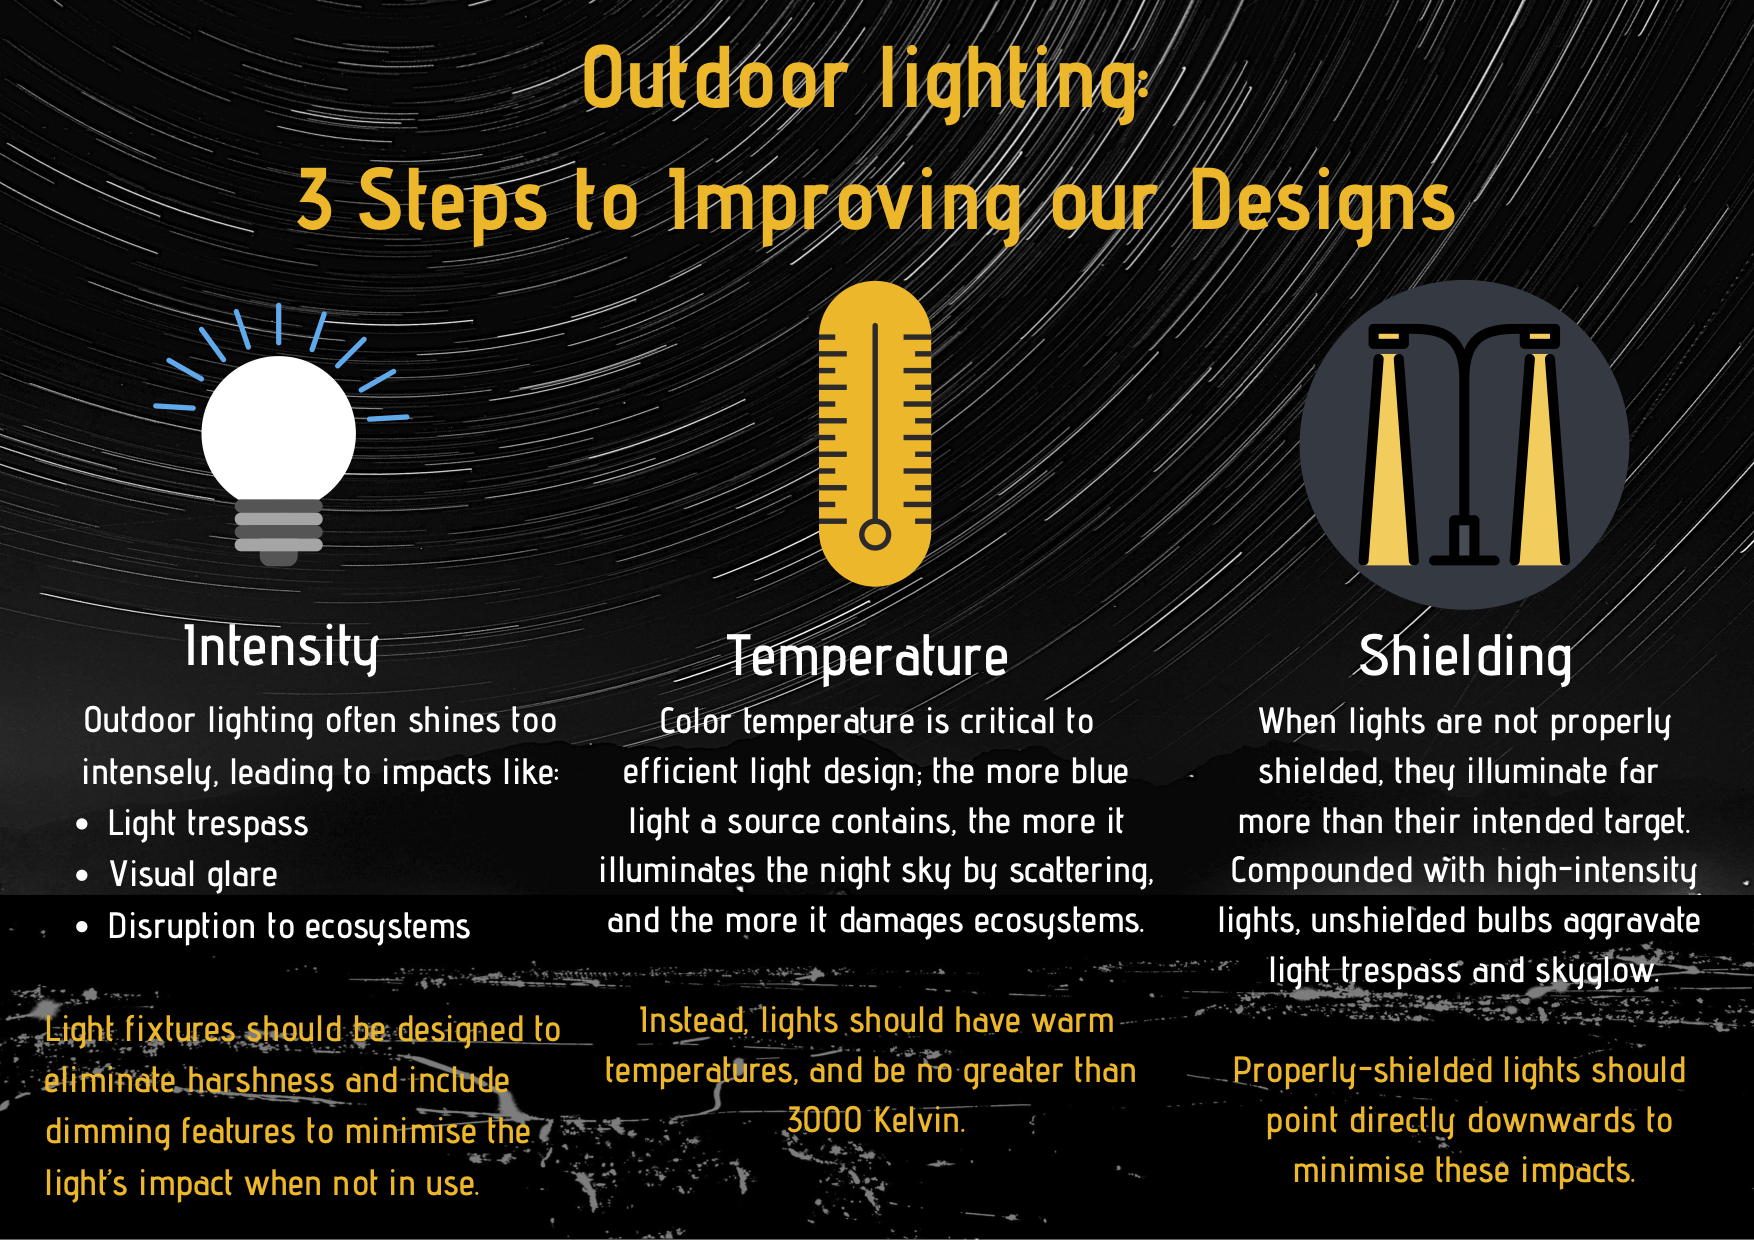 Outdoor lighting:
3 Steps to Improving our Designs
Intensity
Outdoor lighting often shines too
intensely, leading to impacts like:
• Light trespass
• Visual glare
• Disruption to ecosystems
Light fixtures should be designed to
eliminate harshness and include
dimming features to minimise the
light's impact when not in use.
Temperature
Color temperature is critical to
efficient light design; the more blue
light a source contains, the more it
illuminates the night sky by scattering,
and the more it damages ecosystems.
Instead, lights should have warm
temperatures, and be no greater than
3000 Kelvin.
Shielding
When lights are not properly
shielded, they illuminate far
more than their intended target.
Compounded with high-intensity
lights, unshielded bulbs aggravate
light trespass and skyglow.
Properly-shielded lights should
point directly downwards to
minimise these impacts.